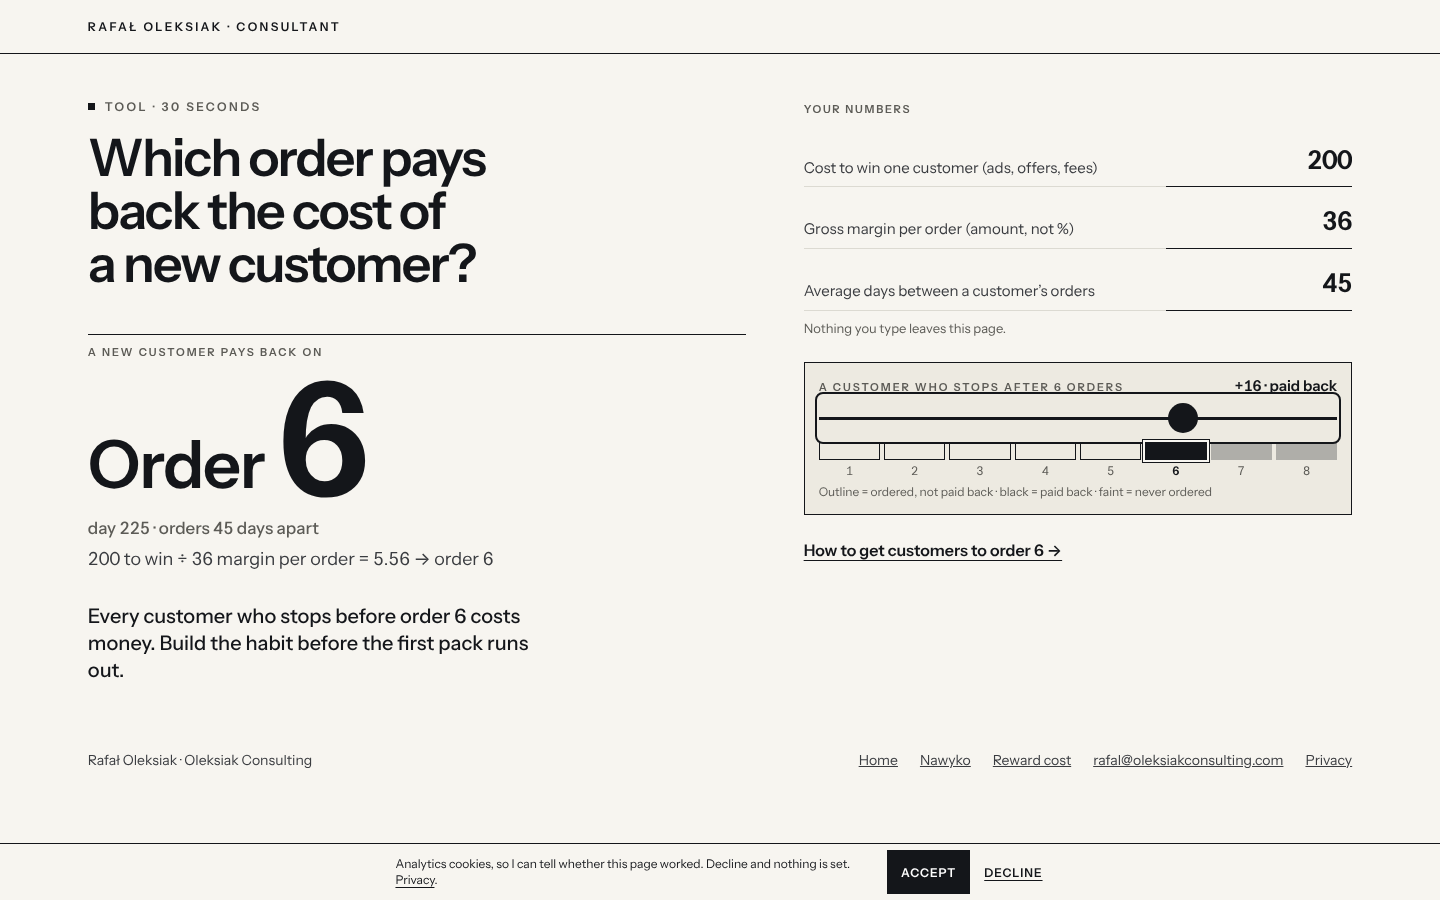 RAFAŁ OLEKSIAK · CONSULTANT
TOOL · 30 SECONDS
Which order pays
back the cost of
a new customer?
A NEW CUSTOMER PAYS BACK ON
Order 6
day 225 · orders 45 days apart
200 to win ÷ 36 margin per order = 5.56 → order 6
Every customer who stops before order 6 costs
money. Build the habit before the first pack runs
out.
YOUR NUMBERS
Cost to win one customer (ads, offers, fees) 200
Gross margin per order (amount, not %) 36
Average days between a customer’s orders 45
Nothing you type leaves this page.
A CUSTOMER WHO STOPS AFTER 6 ORDERS +16 · paid back
1 2 3 4 5 6 7 8
Outline = ordered, not paid back · black = paid back · faint = never ordered
How to get customers to order 6 →
Rafał Oleksiak · Oleksiak Consulting
Home Nawyko Reward cost rafal@oleksiakconsulting.com Privacy
Analytics cookies, so I can tell whether this page worked. Decline and nothing is set.
Privacy.
ACCEPT DECLINE